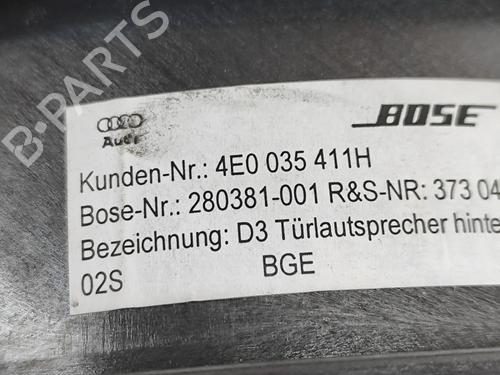 Audi BOSE
Kunden-Nr.: 4E0 035 411H
Bose-Nr.: 280381-001 R&S-NR: 373 04
Bezeichnung: D3 Türlautsprecher hinte
02S BGE
B-PARTS